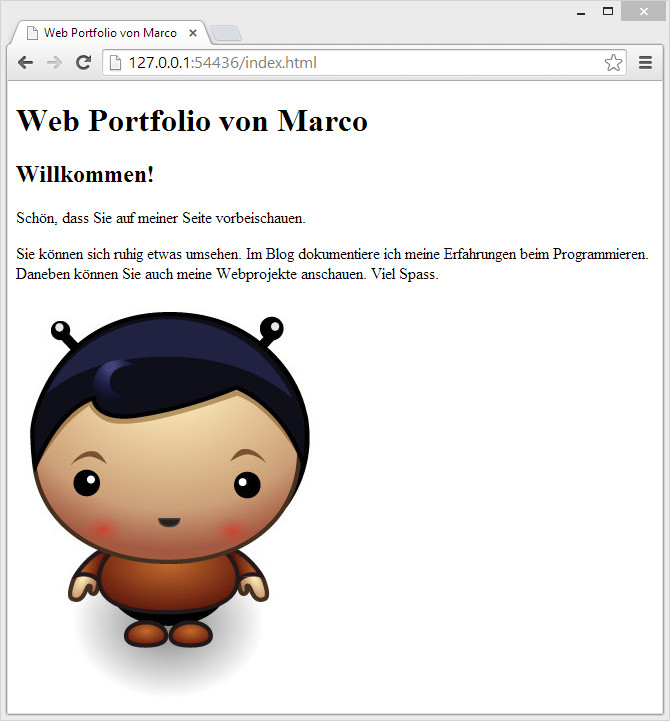 Web Portfolio von Marco
127.0.0.1:54436/index.html
Web Portfolio von Marco
Willkommen!
Schön, dass Sie auf meiner Seite vorbeischauen.
Sie können sich ruhig etwas umsehen. Im Blog dokumentiere ich meine Erfahrungen beim Programmieren.
Daneben können Sie auch meine Webprojekte anschauen. Viel Spass.